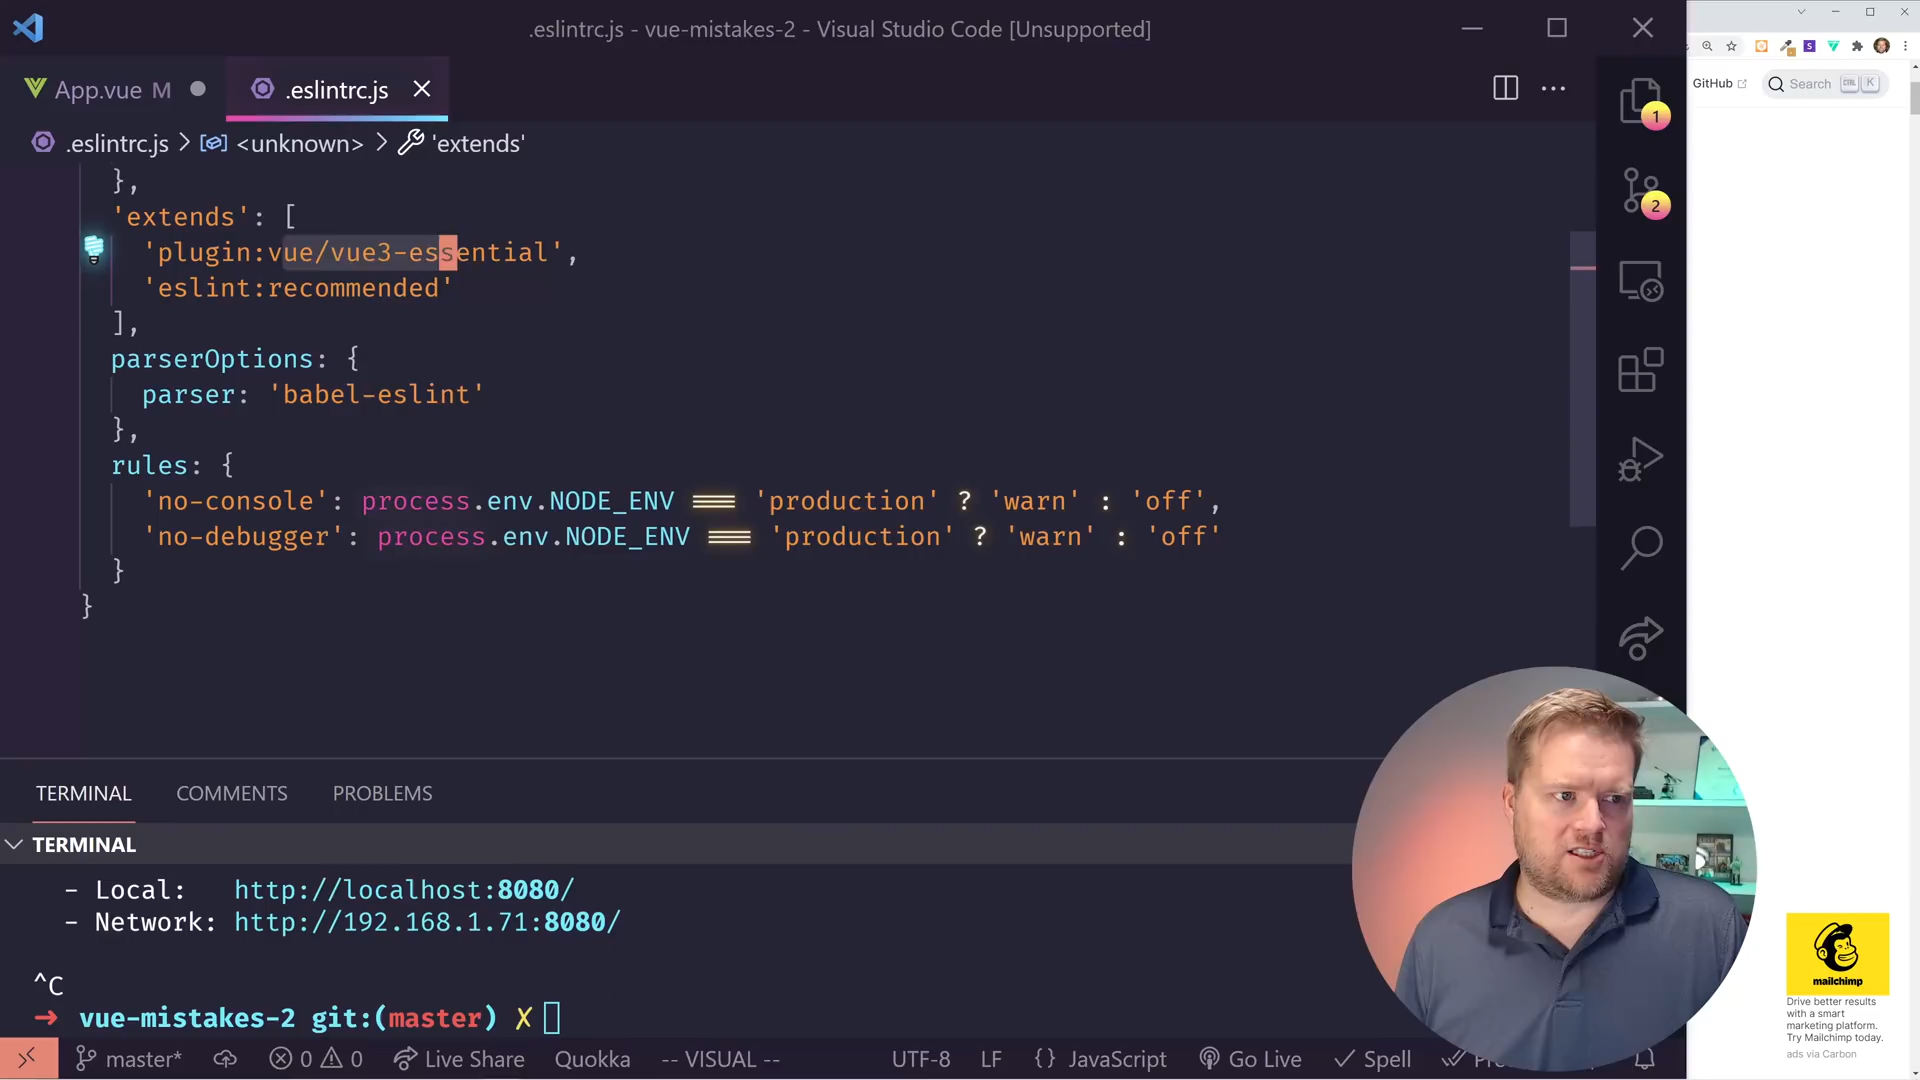 .eslintrc.js - vue-mistakes-2 - Visual Studio Code [Unsupported]
App.vue M
.eslintrc.js
.eslintrc.js > <unknown> > 'extends'
},
'extends': [
'plugin:vue/vue3-essential',
'eslint:recommended'
],
parserOptions: {
parser: 'babel-eslint'
},
rules: {
'no-console': process.env.NODE_ENV === 'production' ? 'warn' : 'off',
'no-debugger': process.env.NODE_ENV === 'production' ? 'warn' : 'off'
}
}
1
2
GitHub
Search
CTRL K
TERMINAL COMMENTS PROBLEMS
TERMINAL
- Local: http://localhost:8080/
- Network: http://192.168.1.71:8080/
^C
→ vue-mistakes-2 git:(master) ✗
master* 0 0 Live Share Quokka -- VISUAL -- UTF-8 LF {} JavaScript Go Live Spell
mailchimp
Drive better results
with a smart
marketing platform.
Try Mailchimp today.
ads via Carbon